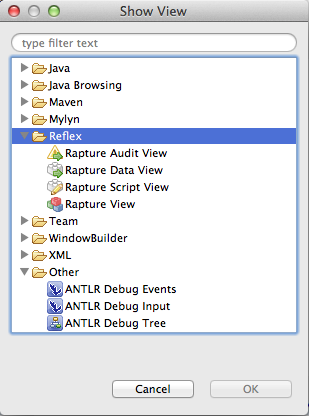 Show View
type filter text
Java
Java Browsing
Maven
Mylyn
Reflex
Rapture Audit View
Rapture Data View
Rapture Script View
Rapture View
Team
WindowBuilder
XML
Other
ANTLR Debug Events
ANTLR Debug Input
ANTLR Debug Tree
Cancel OK